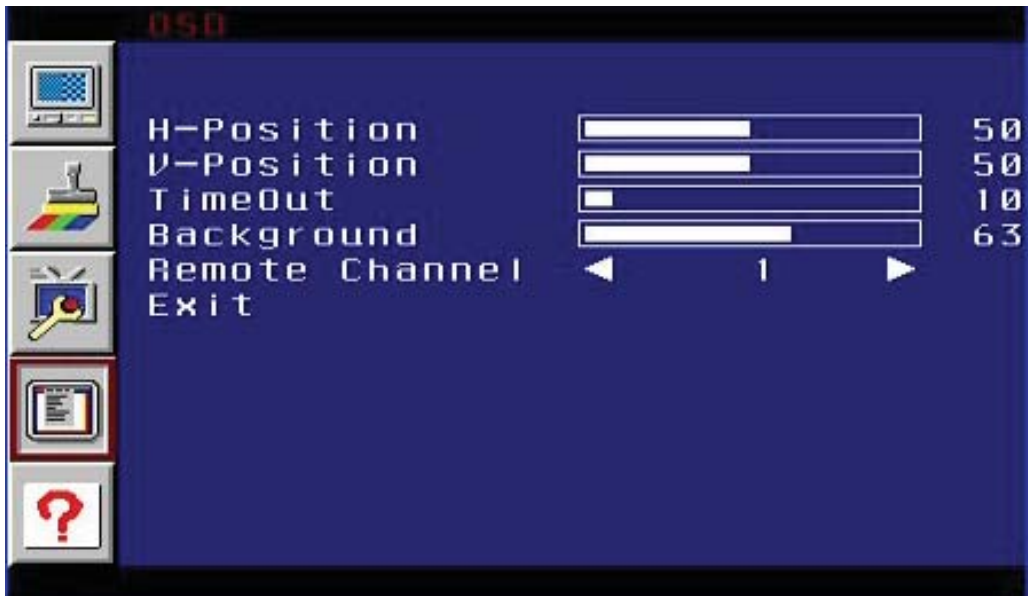 OSD
H-Position 50
V-Position 50
TimeOut 10
Background 63
Remote Channel 1
Exit
?